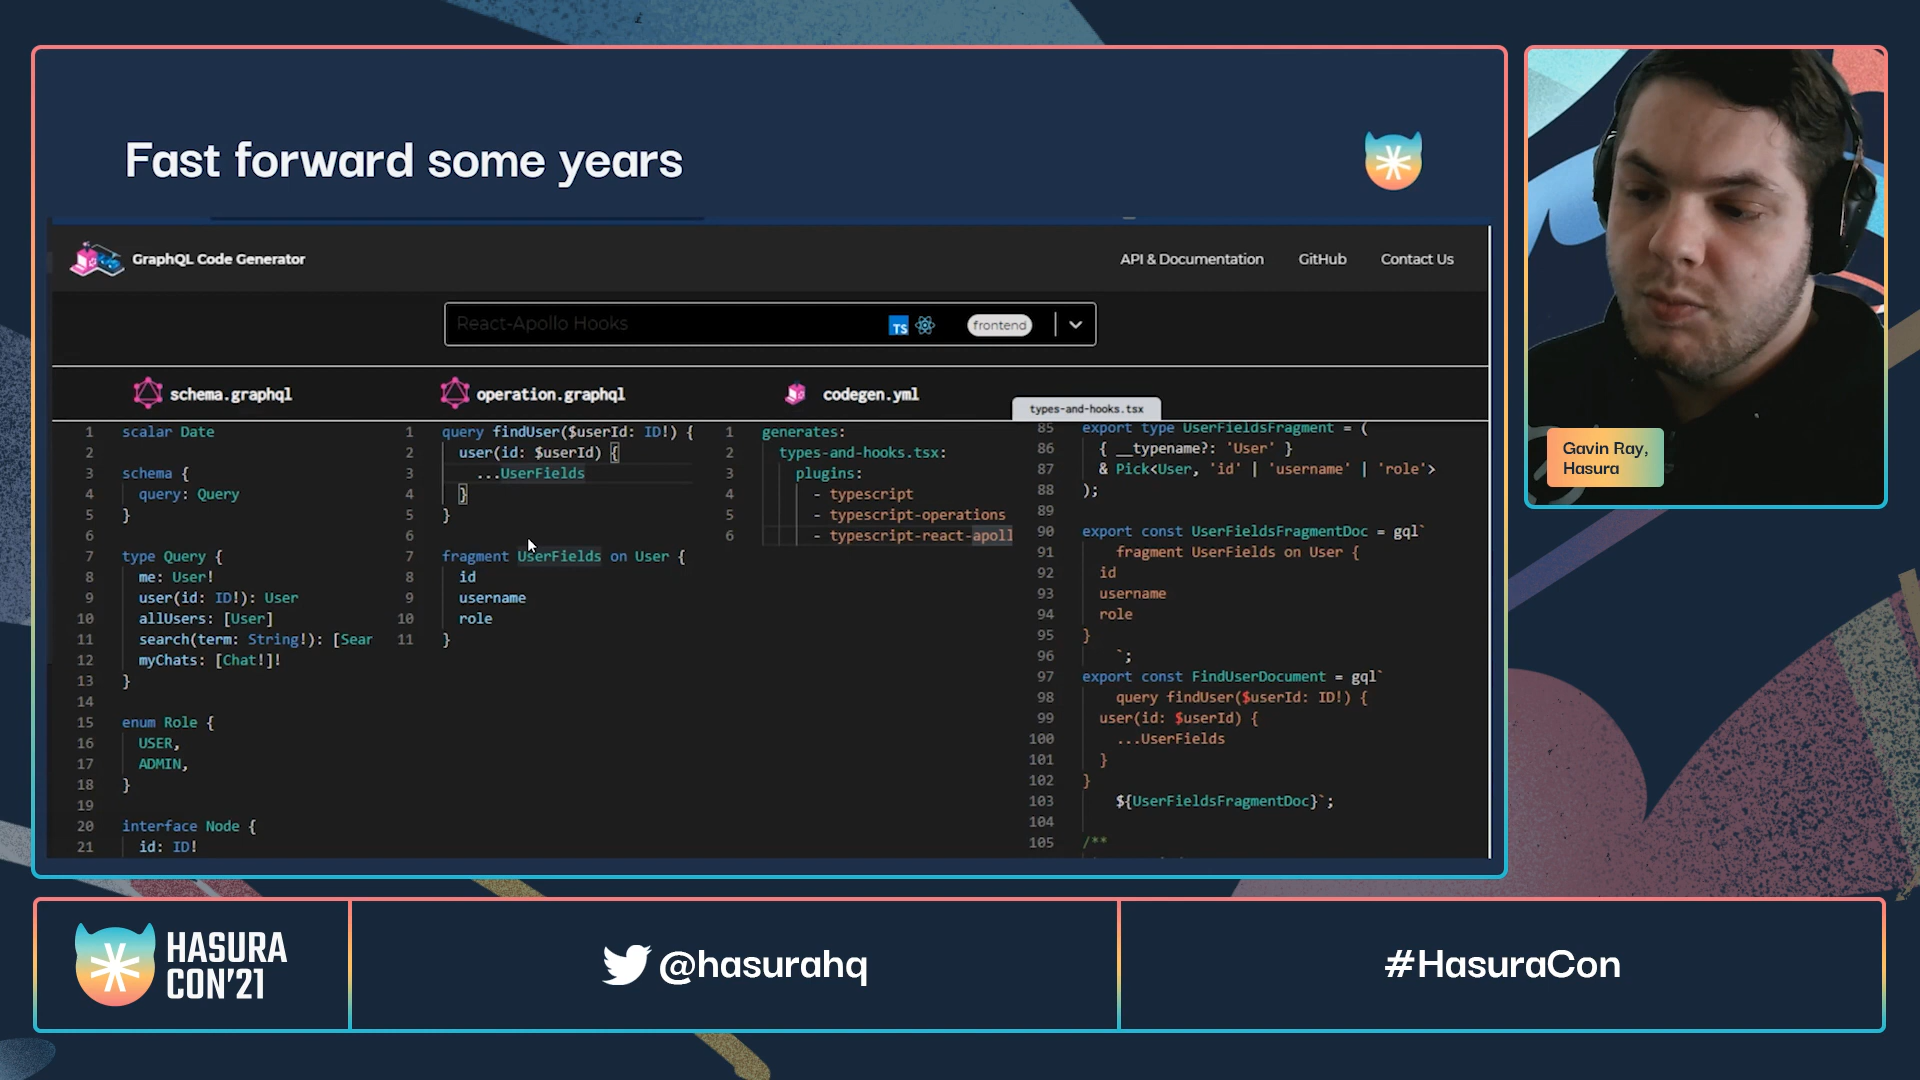 Fast forward some years
GraphQL Code Generator
API & Documentation
GitHub
Contact Us
React-Apollo Hooks
TS
frontend
schema.graphql
operation.graphql
codegen.yml
types-and-hooks.tsx
1 scalar Date
2
3 schema {
4 query: Query
5 }
6
7 type Query {
8 me: User!
9 user(id: ID!): User
10 allUsers: [User]
11 search(term: String!): [Sear
12 myChats: [Chat!]!
13 }
14
15 enum Role {
16 USER,
17 ADMIN,
18 }
19
20 interface Node {
21 id: ID!
1 query findUser($userId: ID!) {
2 user(id: $userId) {
3 ...UserFields
4 }
5 }
6
7 fragment UserFields on User {
8 id
9 username
10 role
11 }
1 generates:
2 types-and-hooks.tsx:
3 plugins:
4 - typescript
5 - typescript-operations
6 - typescript-react-apoll
85 export type UserFieldsFragment = (
86 { __typename?: 'User' }
87 & Pick<User, 'id' | 'username' | 'role'>
88 );
89
90 export const UserFieldsFragmentDoc = gql`
91 fragment UserFields on User {
92 id
93 username
94 role
95 }
96 `;
97 export const FindUserDocument = gql`
98 query findUser($userId: ID!) {
99 user(id: $userId) {
100 ...UserFields
101 }
102 }
103 ${UserFieldsFragmentDoc}`;
104
105 /**
Gavin Ray,
Hasura
HASURA
CON'21
@hasurahq
#HasuraCon